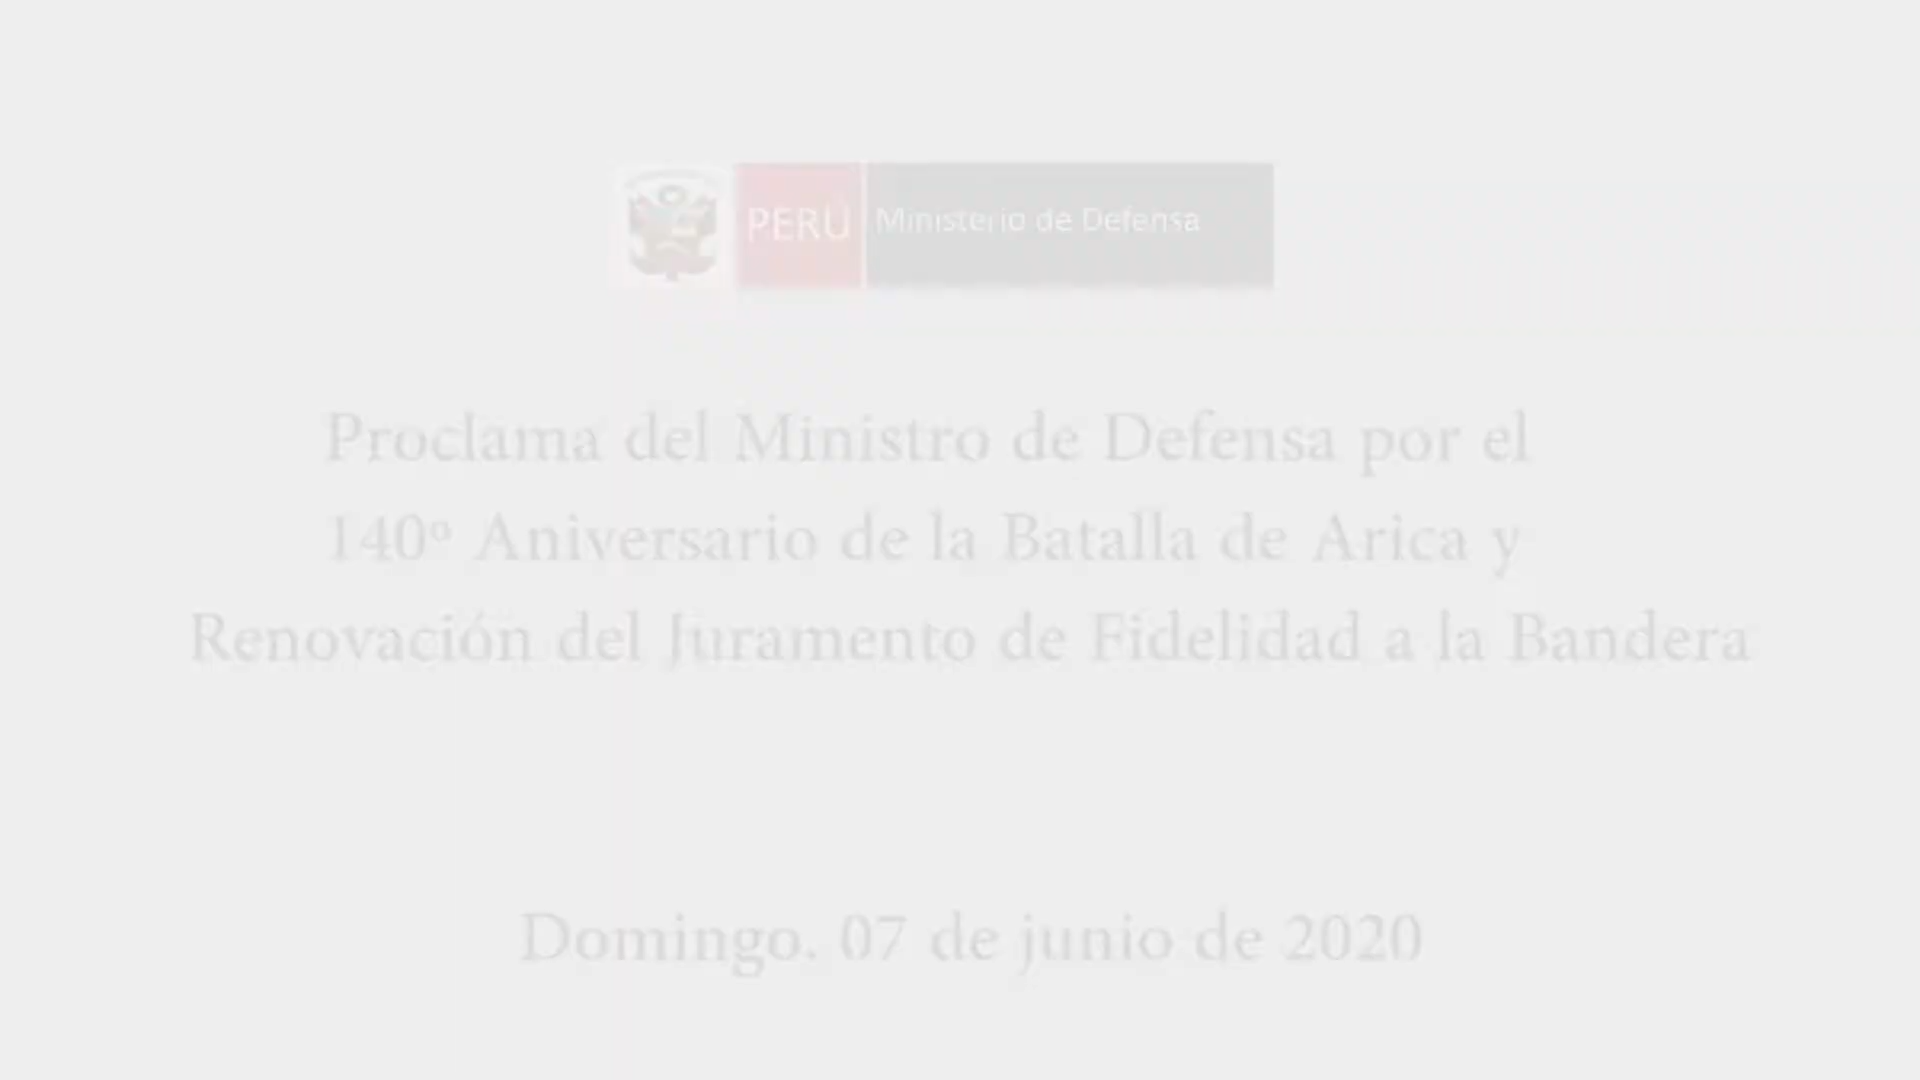 PERÚ Ministerio de Defensa
Proclama del Ministro de Defensa por el
140º Aniversario de la Batalla de Arica y
Renovación del Juramento de Fidelidad a la Bandera
Domingo. 07 de junio de 2020